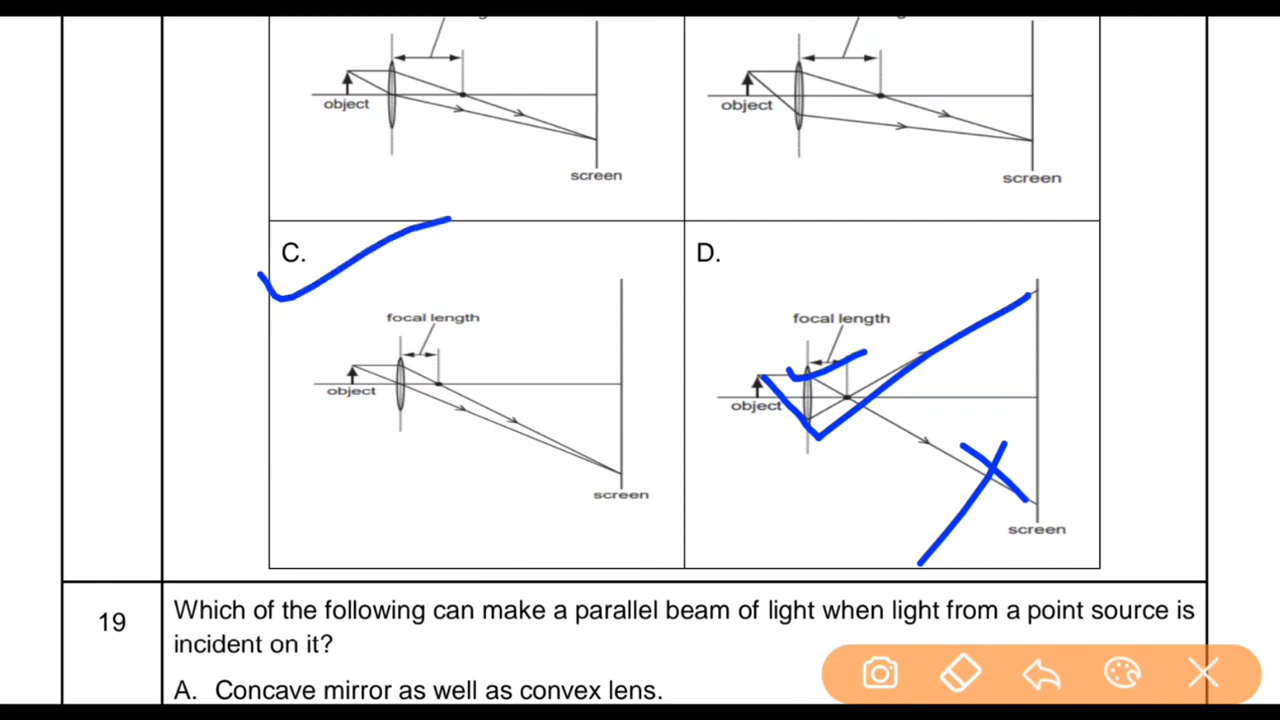 object
screen
object
screen
C.
focal length
object
screen
D.
focal length
object
screen
19
Which of the following can make a parallel beam of light when light from a point source is
incident on it?
A. Concave mirror as well as convex lens.